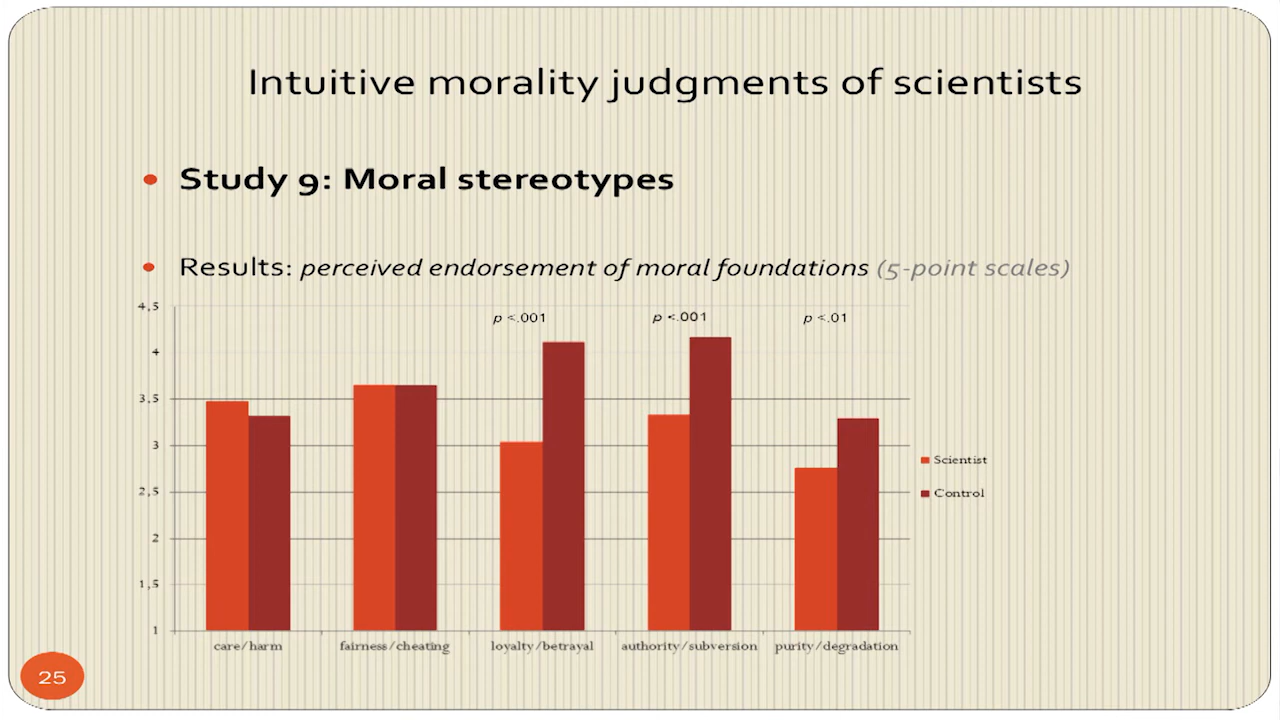 Intuitive morality judgments of scientists
• Study 9: Moral stereotypes
• Results: perceived endorsement of moral foundations (5-point scales)
4,5
4
3,5
3
2,5
2
1,5
1
p <.001
p <.001
p <.01
care/harm
fairness/cheating
loyalty/betrayal
authority/subversion
purity/degradation
Scientist
Control
25